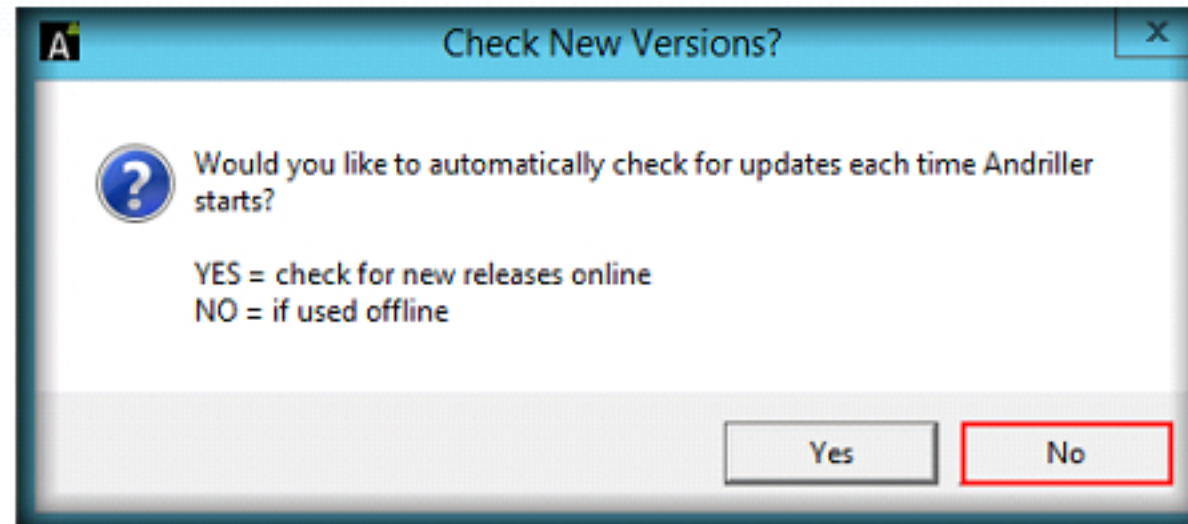 A
Check New Versions?
x
?
Would you like to automatically check for updates each time Andriller
starts?
YES = check for new releases online
NO = if used offline
Yes
No